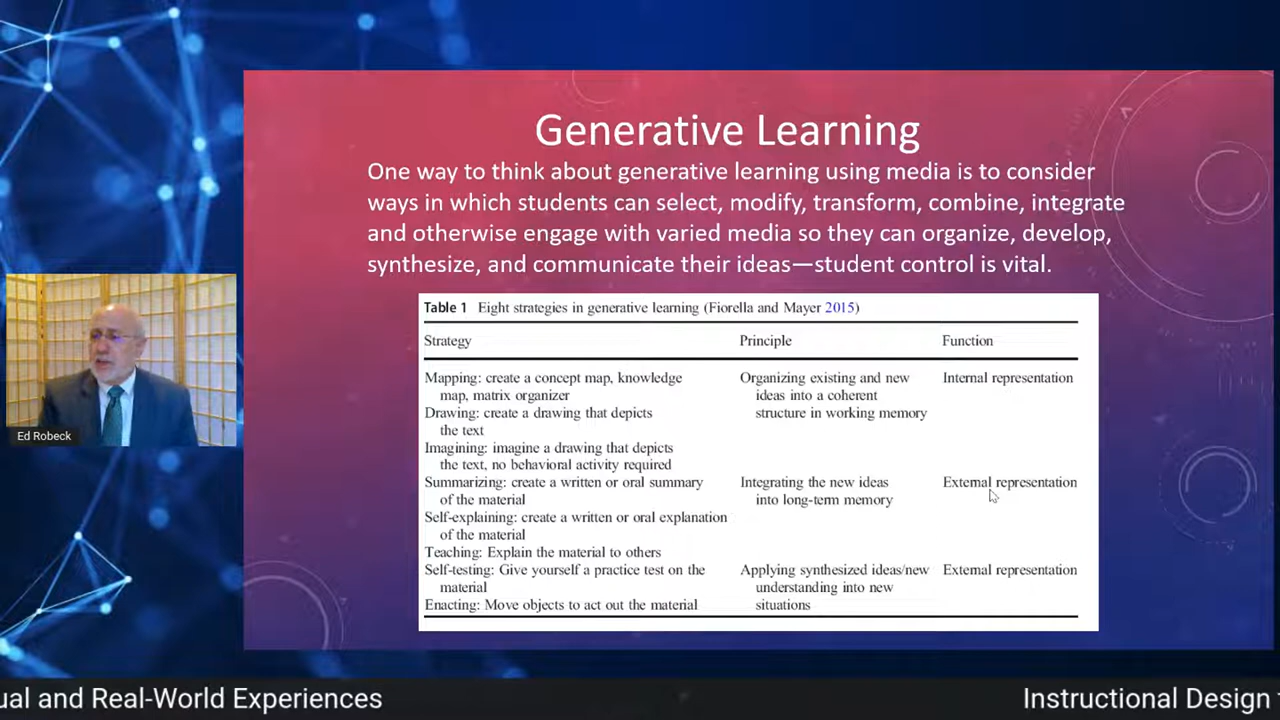 Generative Learning
One way to think about generative learning using media is to consider
ways in which students can select, modify, transform, combine, integrate
and otherwise engage with varied media so they can organize, develop,
synthesize, and communicate their ideas—student control is vital.
Table 1 Eight strategies in generative learning (Fiorella and Mayer 2015)
Strategy Principle Function
Mapping: create a concept map, knowledge Organizing existing and new Internal representation
map, matrix organizer ideas into a coherent
Drawing: create a drawing that depicts structure in working memory
the text
Imagining: imagine a drawing that depicts
the text, no behavioral activity required
Summarizing: create a written or oral summary Integrating the new ideas External representation
of the material into long-term memory
Self-explaining: create a written or oral explanation
of the material
Teaching: Explain the material to others
Self-testing: Give yourself a practice test on the Applying synthesized ideas/new External representation
material understanding into new
Enacting: Move objects to act out the material situations
Ed Robeck
ual and Real-World Experiences Instructional Design